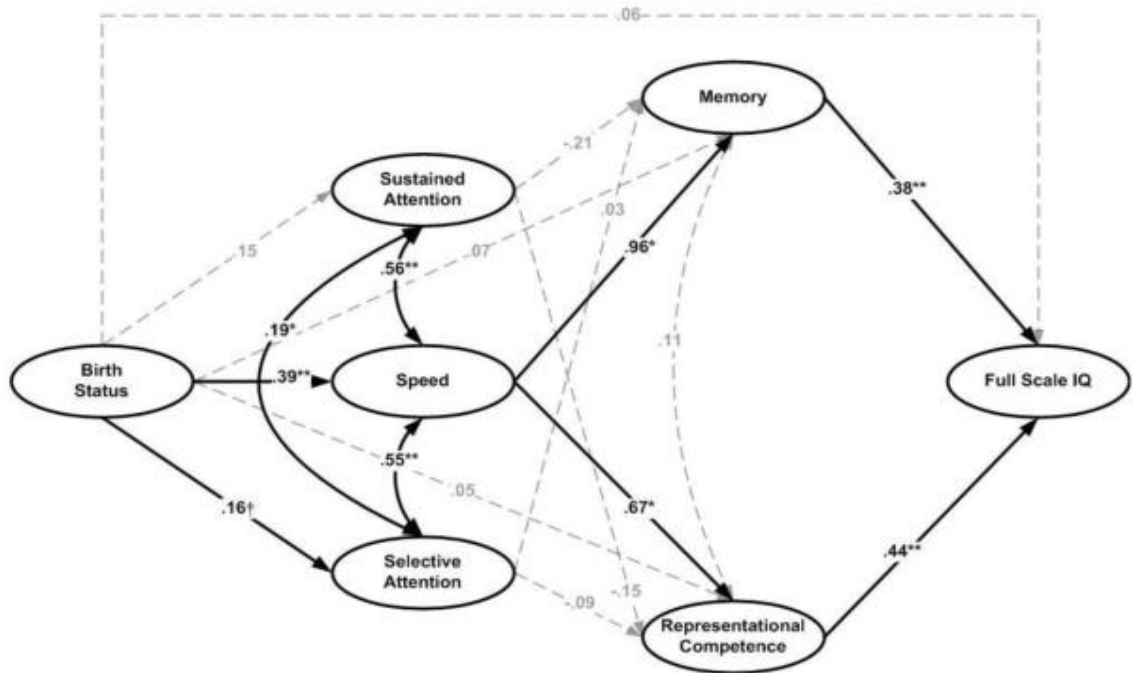 .06
Memory
-.21
Sustained
Attention
.38**
.03
.15
.07
.96*
.56**
.19*
.11
Birth
Status
.39**
Speed
Full Scale IQ
.55**
.05
.67*
.16†
.44**
Selective
Attention
-.15
-.09
Representational
Competence